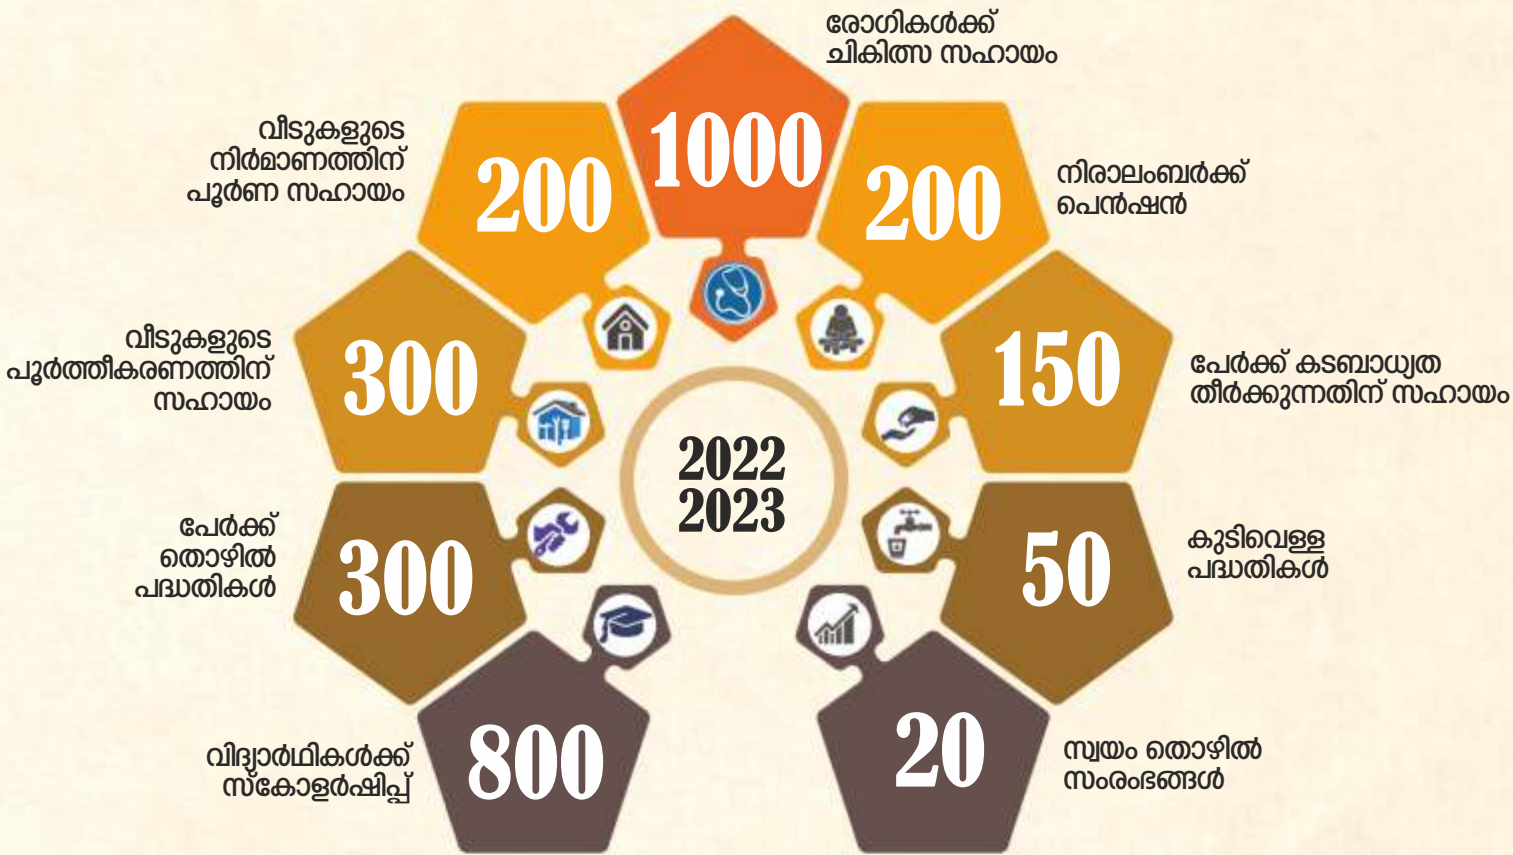 രോഗികൾക്ക്
ചികിത്സ സഹായം
1000
വീടുകളുടെ
നിർമാണത്തിന്
പൂർണ സഹായം
200
200
നിരാലംബർക്ക്
പെൻഷൻ
വീടുകളുടെ
പൂർത്തീകരണത്തിന്
സഹായം
300
150
പേർക്ക് കടബാധ്യത
തീർക്കുന്നതിന് സഹായം
2022
2023
പേർക്ക്
തൊഴിൽ
പദ്ധതികൾ
300
50
കുടിവെള്ള
പദ്ധതികൾ
വിദ്യാർഥികൾക്ക്
സ്കോളർഷിപ്പ്
800
20
സ്വയം തൊഴിൽ
സംരംഭങ്ങൾ